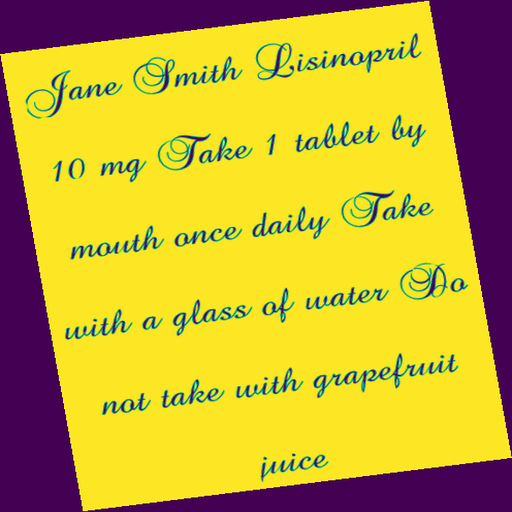 Jane Smith Lisinopril
10 mg Take 1 tablet by
mouth once daily Take
with a glass of water Do
not take with grapefruit
juice